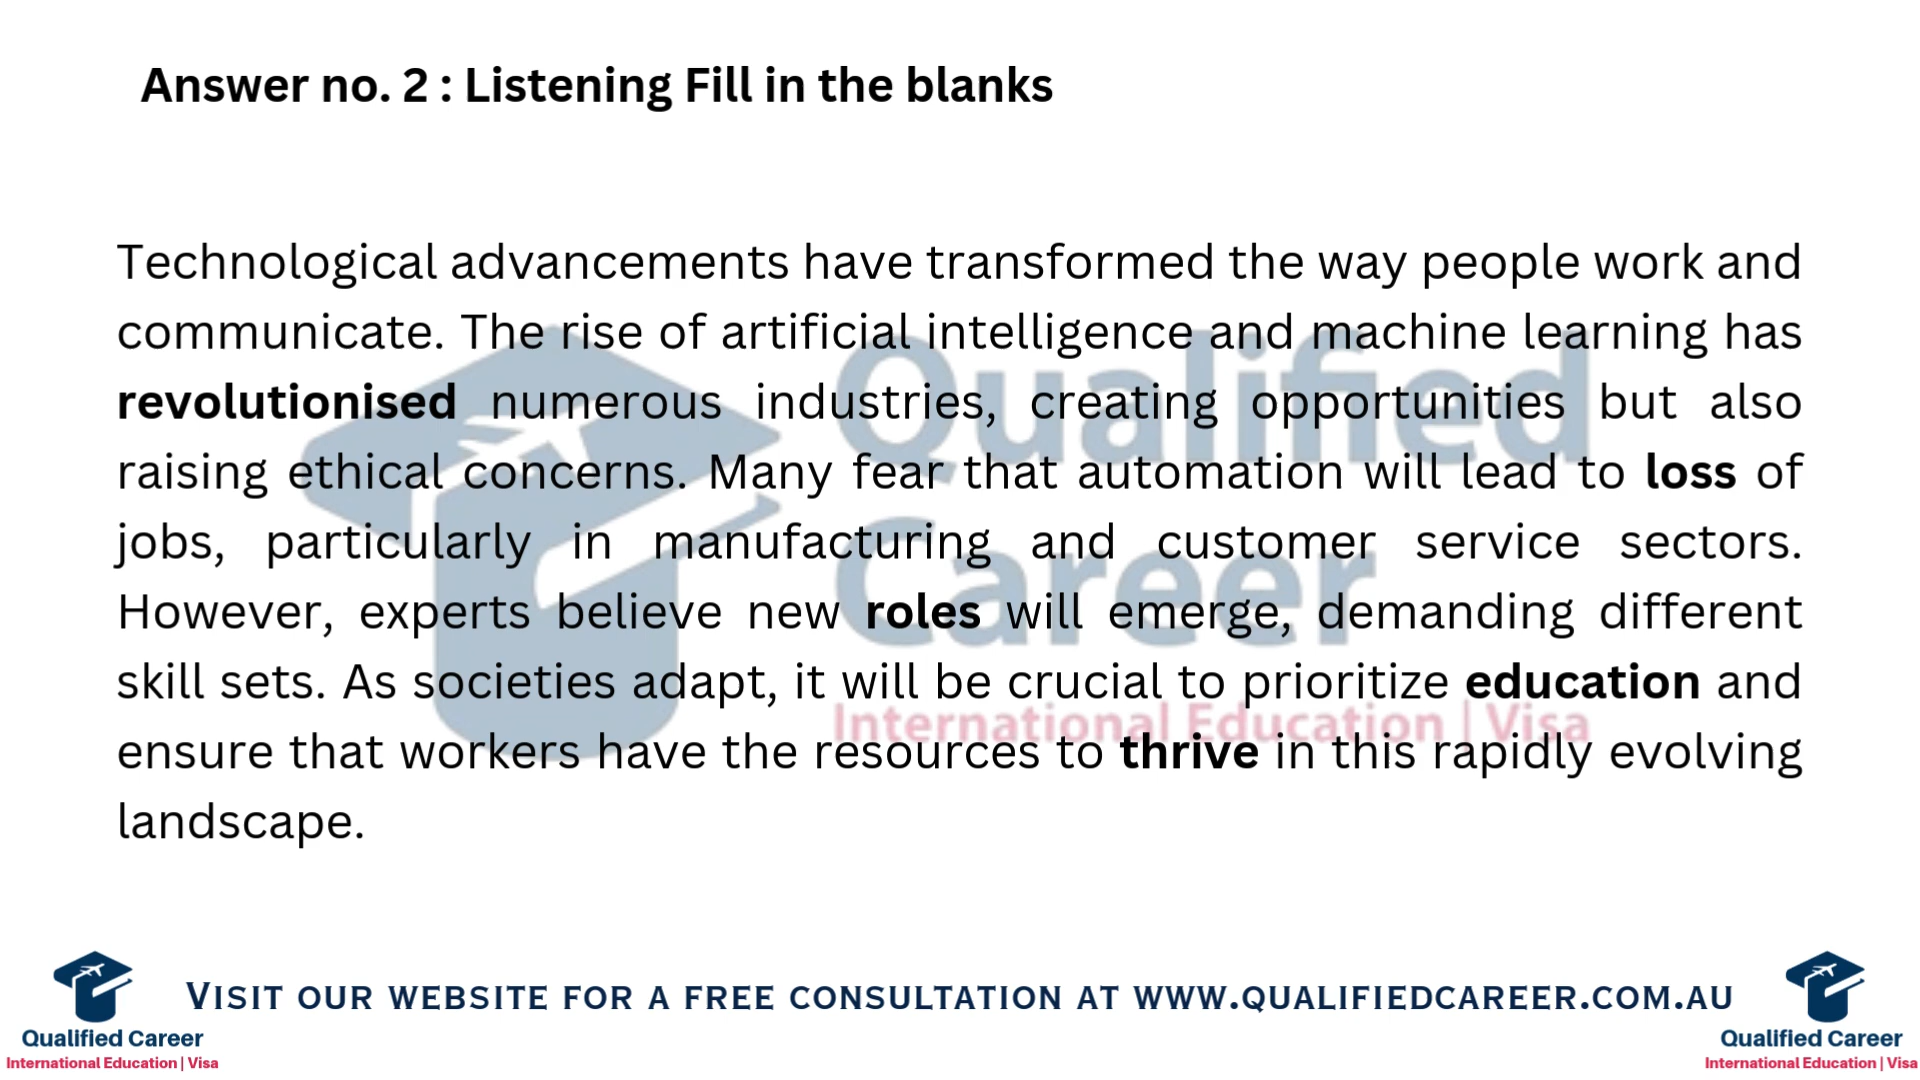 Answer no. 2 : Listening Fill in the blanks
Technological advancements have transformed the way people work and
communicate. The rise of artificial intelligence and machine learning has
revolutionised numerous industries, creating opportunities but also
raising ethical concerns. Many fear that automation will lead to loss of
jobs, particularly in manufacturing and customer service sectors.
However, experts believe new roles will emerge, demanding different
skill sets. As societies adapt, it will be crucial to prioritize education and
ensure that workers have the resources to thrive in this rapidly evolving
landscape.
Qualified
Career
International Education | Visa
VISIT OUR WEBSITE FOR A FREE CONSULTATION AT WWW.QUALIFIEDCAREER.COM.AU
Qualified Career
International Education | Visa
Qualified Career
International Education | Visa